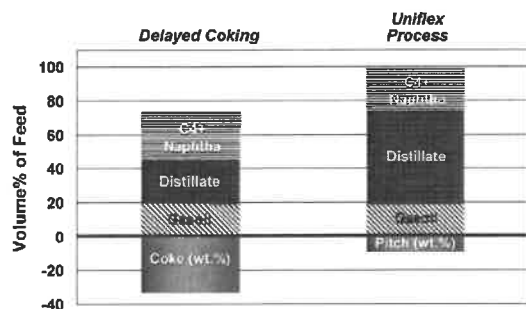 Delayed Coking
Uniflex
Process
Volume% of Feed
100
80
60
40
20
0
-20
-40
C4+
Naphtha
Distillate
Gasoil
Coke (wt.%)
C4+
Naphtha
Distillate
Gasoil
Pitch (wt.%)